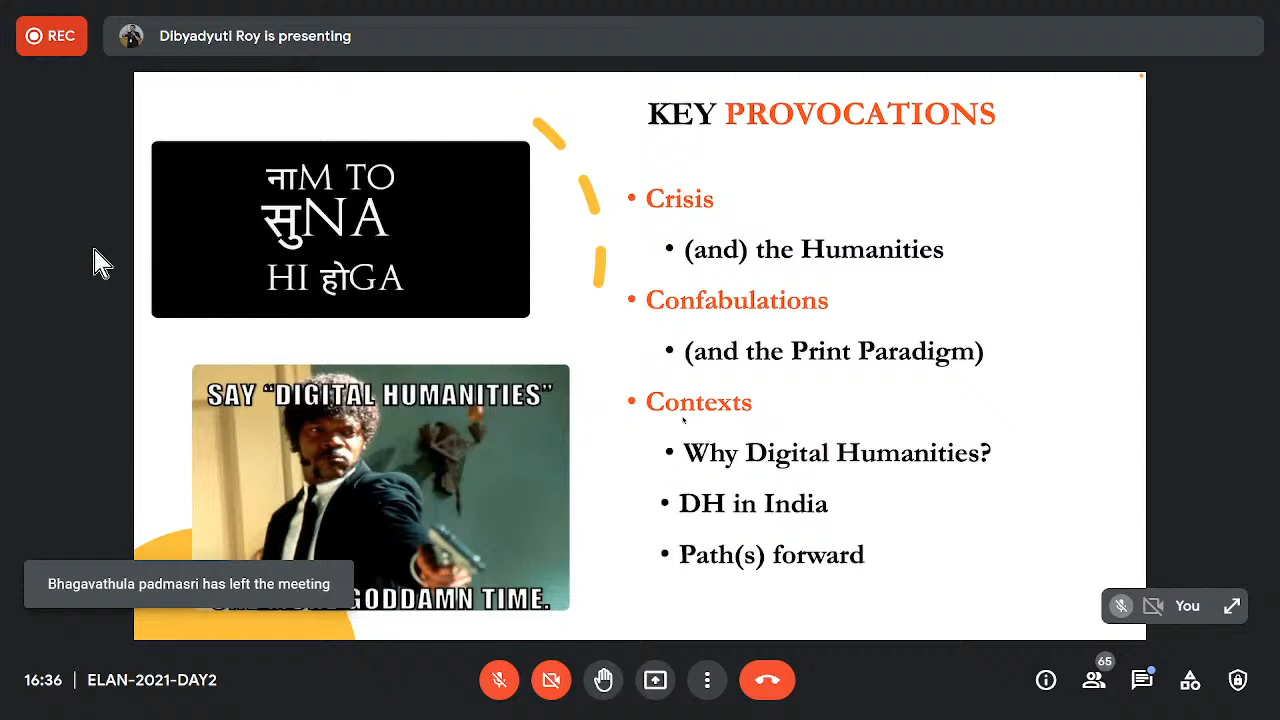 REC
Dibyadyuti Roy is presenting
KEY PROVOCATIONS
नाM TO
सुNA
HI होGA
• Crisis
• (and) the Humanities
• Confabulations
• (and the Print Paradigm)
• Contexts
• Why Digital Humanities?
• DH in India
• Path(s) forward
SAY “DIGITAL HUMANITIES”
GODDAMN TIME.
Bhagavathula padmasri has left the meeting
You
16:36 | ELAN-2021-DAY2
65